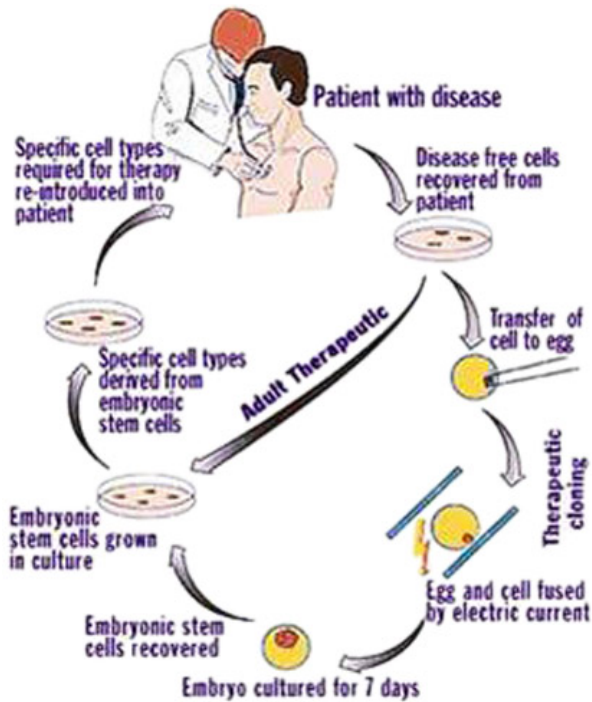 Patient with disease
Disease free cells
recovered from
patient
Transfer of
cell to egg
Therapeutic
cloning
Egg and cell fused
by electric current
Embryo cultured for 7 days
Embryonic stem
cells recovered
Embryonic
stem cells grown
in culture
Specific cell types
derived from
embryonic
stem cells
Specific cell types
required for therapy
re-introduced into
patient
Adult Therapeutic